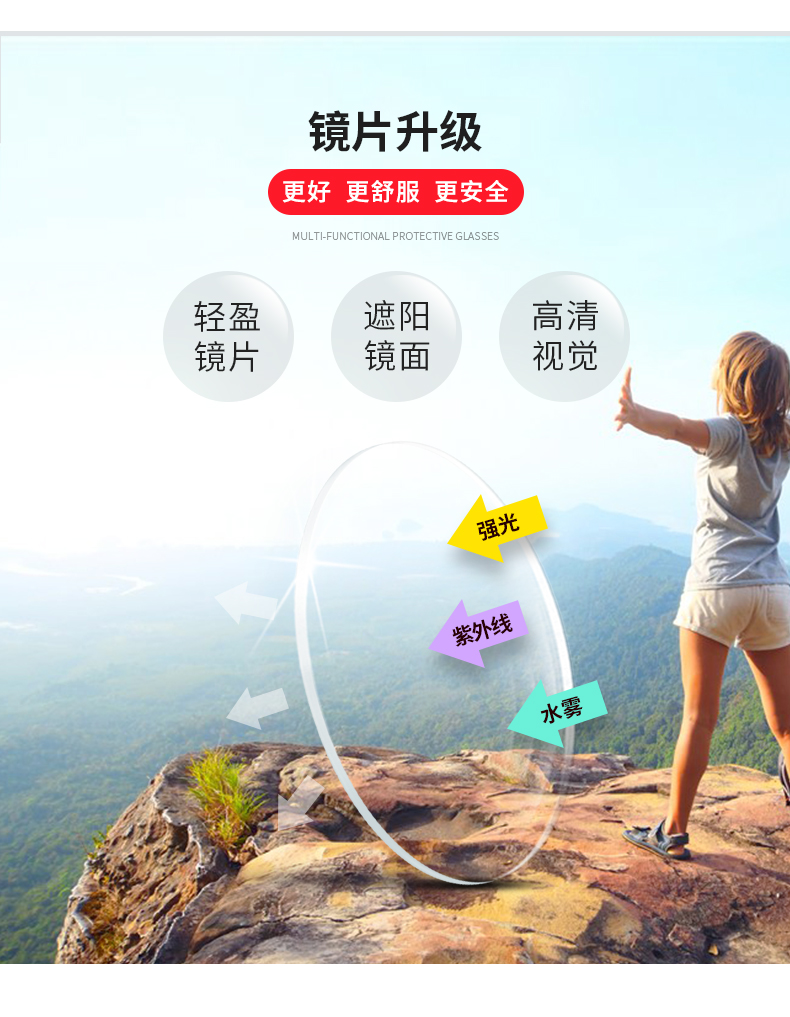 镜片升级
更好 更舒服 更安全
MULTI-FUNCTIONAL PROTECTIVE GLASSES
轻盈
镜片
遮阳
镜面
高清
视觉
强光
紫外线
水雾